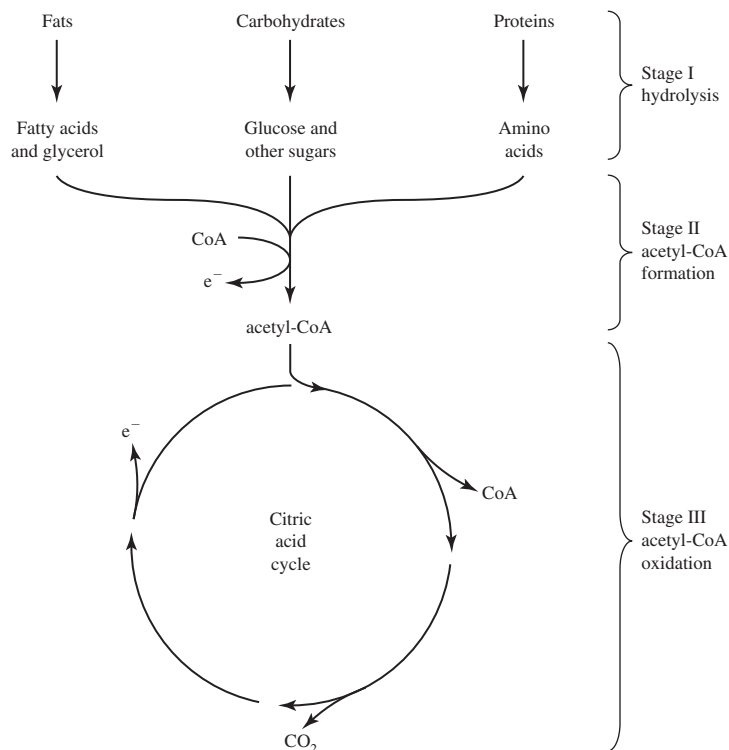 Fats
Carbohydrates
Proteins
Stage I
hydrolysis
Fatty acids
and glycerol
Glucose and
other sugars
Amino
acids
Stage II
acetyl-CoA
formation
CoA
e⁻
acetyl-CoA
e⁻
CoA
Citric
acid
cycle
Stage III
acetyl-CoA
oxidation
CO₂